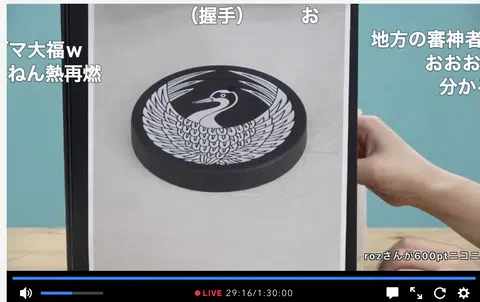 （握手）
お
マ大福ｗ
ねん熱再燃
地方の審神者
おおお
分か
rozさんが600ptニコニ
LIVE 29:16/1:30:00